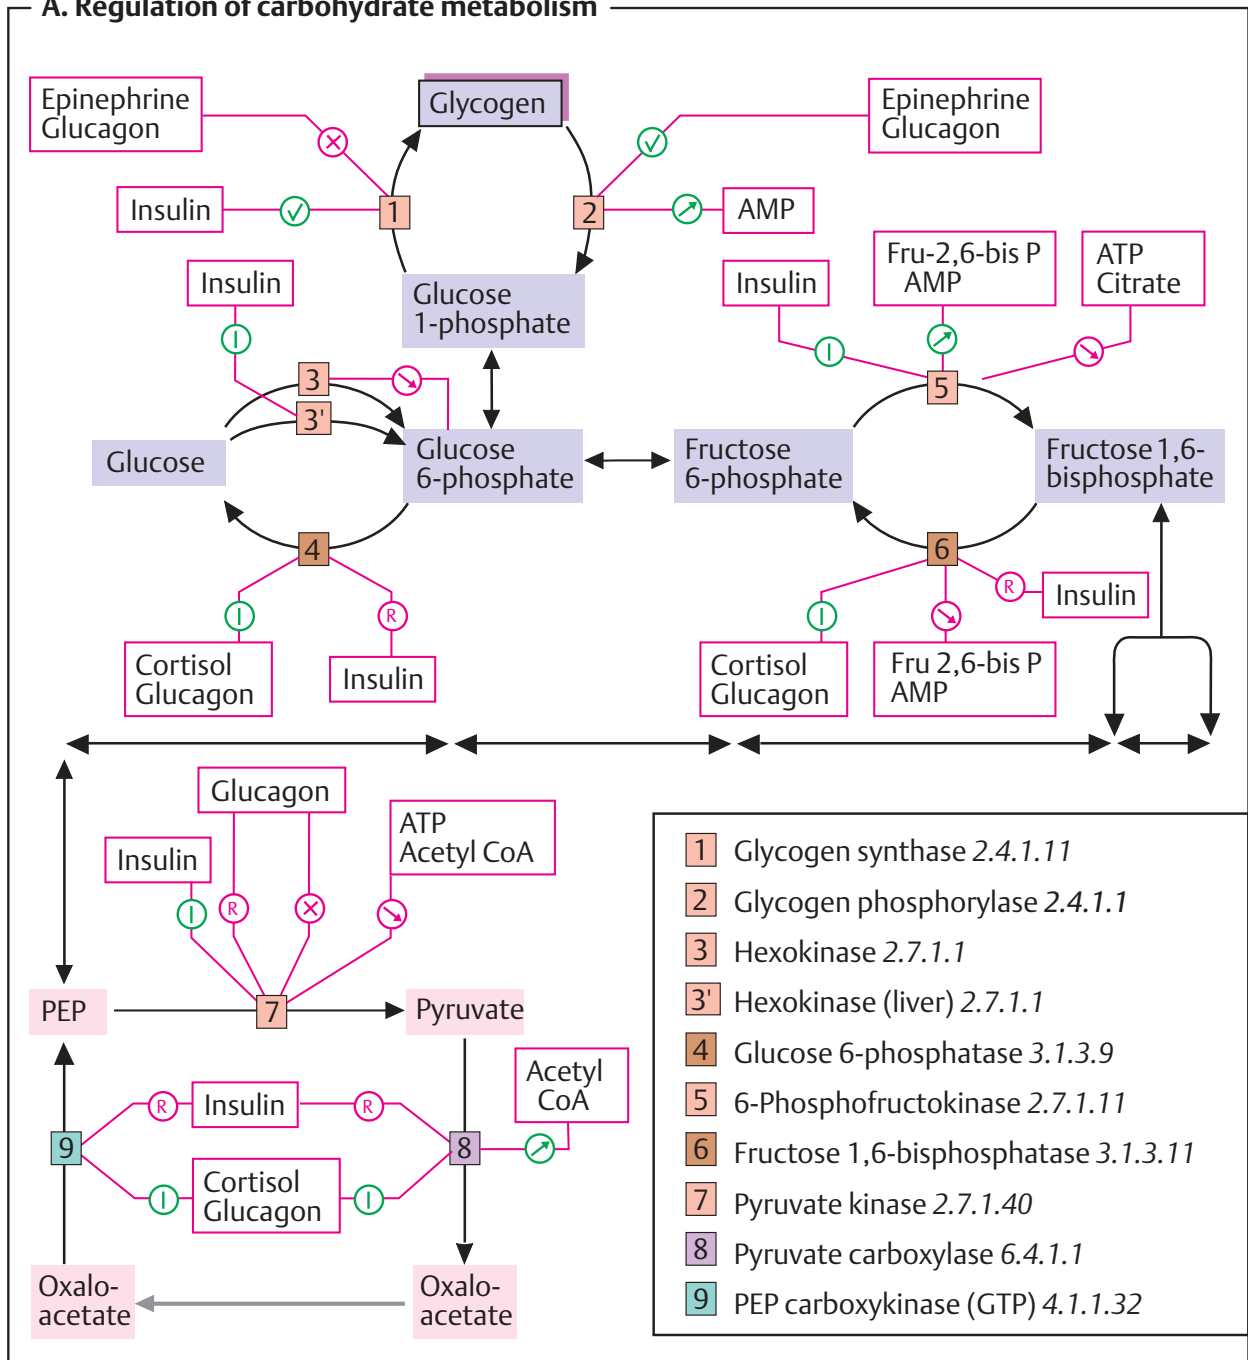 A. Regulation of carbohydrate metabolism
Epinephrine
Glucagon
Glycogen
Epinephrine
Glucagon
Insulin
1
2
AMP
Insulin
I
Glucose
1-phosphate
Insulin
I
Fru-2,6-bis P
AMP
ATP
Citrate
3
3'
5
Glucose
Glucose
6-phosphate
Fructose
6-phosphate
Fructose 1,6-
bisphosphate
4
6
I
R
I
R
Insulin
Cortisol
Glucagon
Insulin
Cortisol
Glucagon
Fru 2,6-bis P
AMP
Glucagon
Insulin
ATP
Acetyl CoA
I
R
PEP
7
Pyruvate
Acetyl
CoA
R
Insulin
R
9
8
I
Cortisol
Glucagon
I
Oxalo-
acetate
Oxalo-
acetate
1 Glycogen synthase 2.4.1.11
2 Glycogen phosphorylase 2.4.1.1
3 Hexokinase 2.7.1.1
3' Hexokinase (liver) 2.7.1.1
4 Glucose 6-phosphatase 3.1.3.9
5 6-Phosphofructokinase 2.7.1.11
6 Fructose 1,6-bisphosphatase 3.1.3.11
7 Pyruvate kinase 2.7.1.40
8 Pyruvate carboxylase 6.4.1.1
9 PEP carboxykinase (GTP) 4.1.1.32